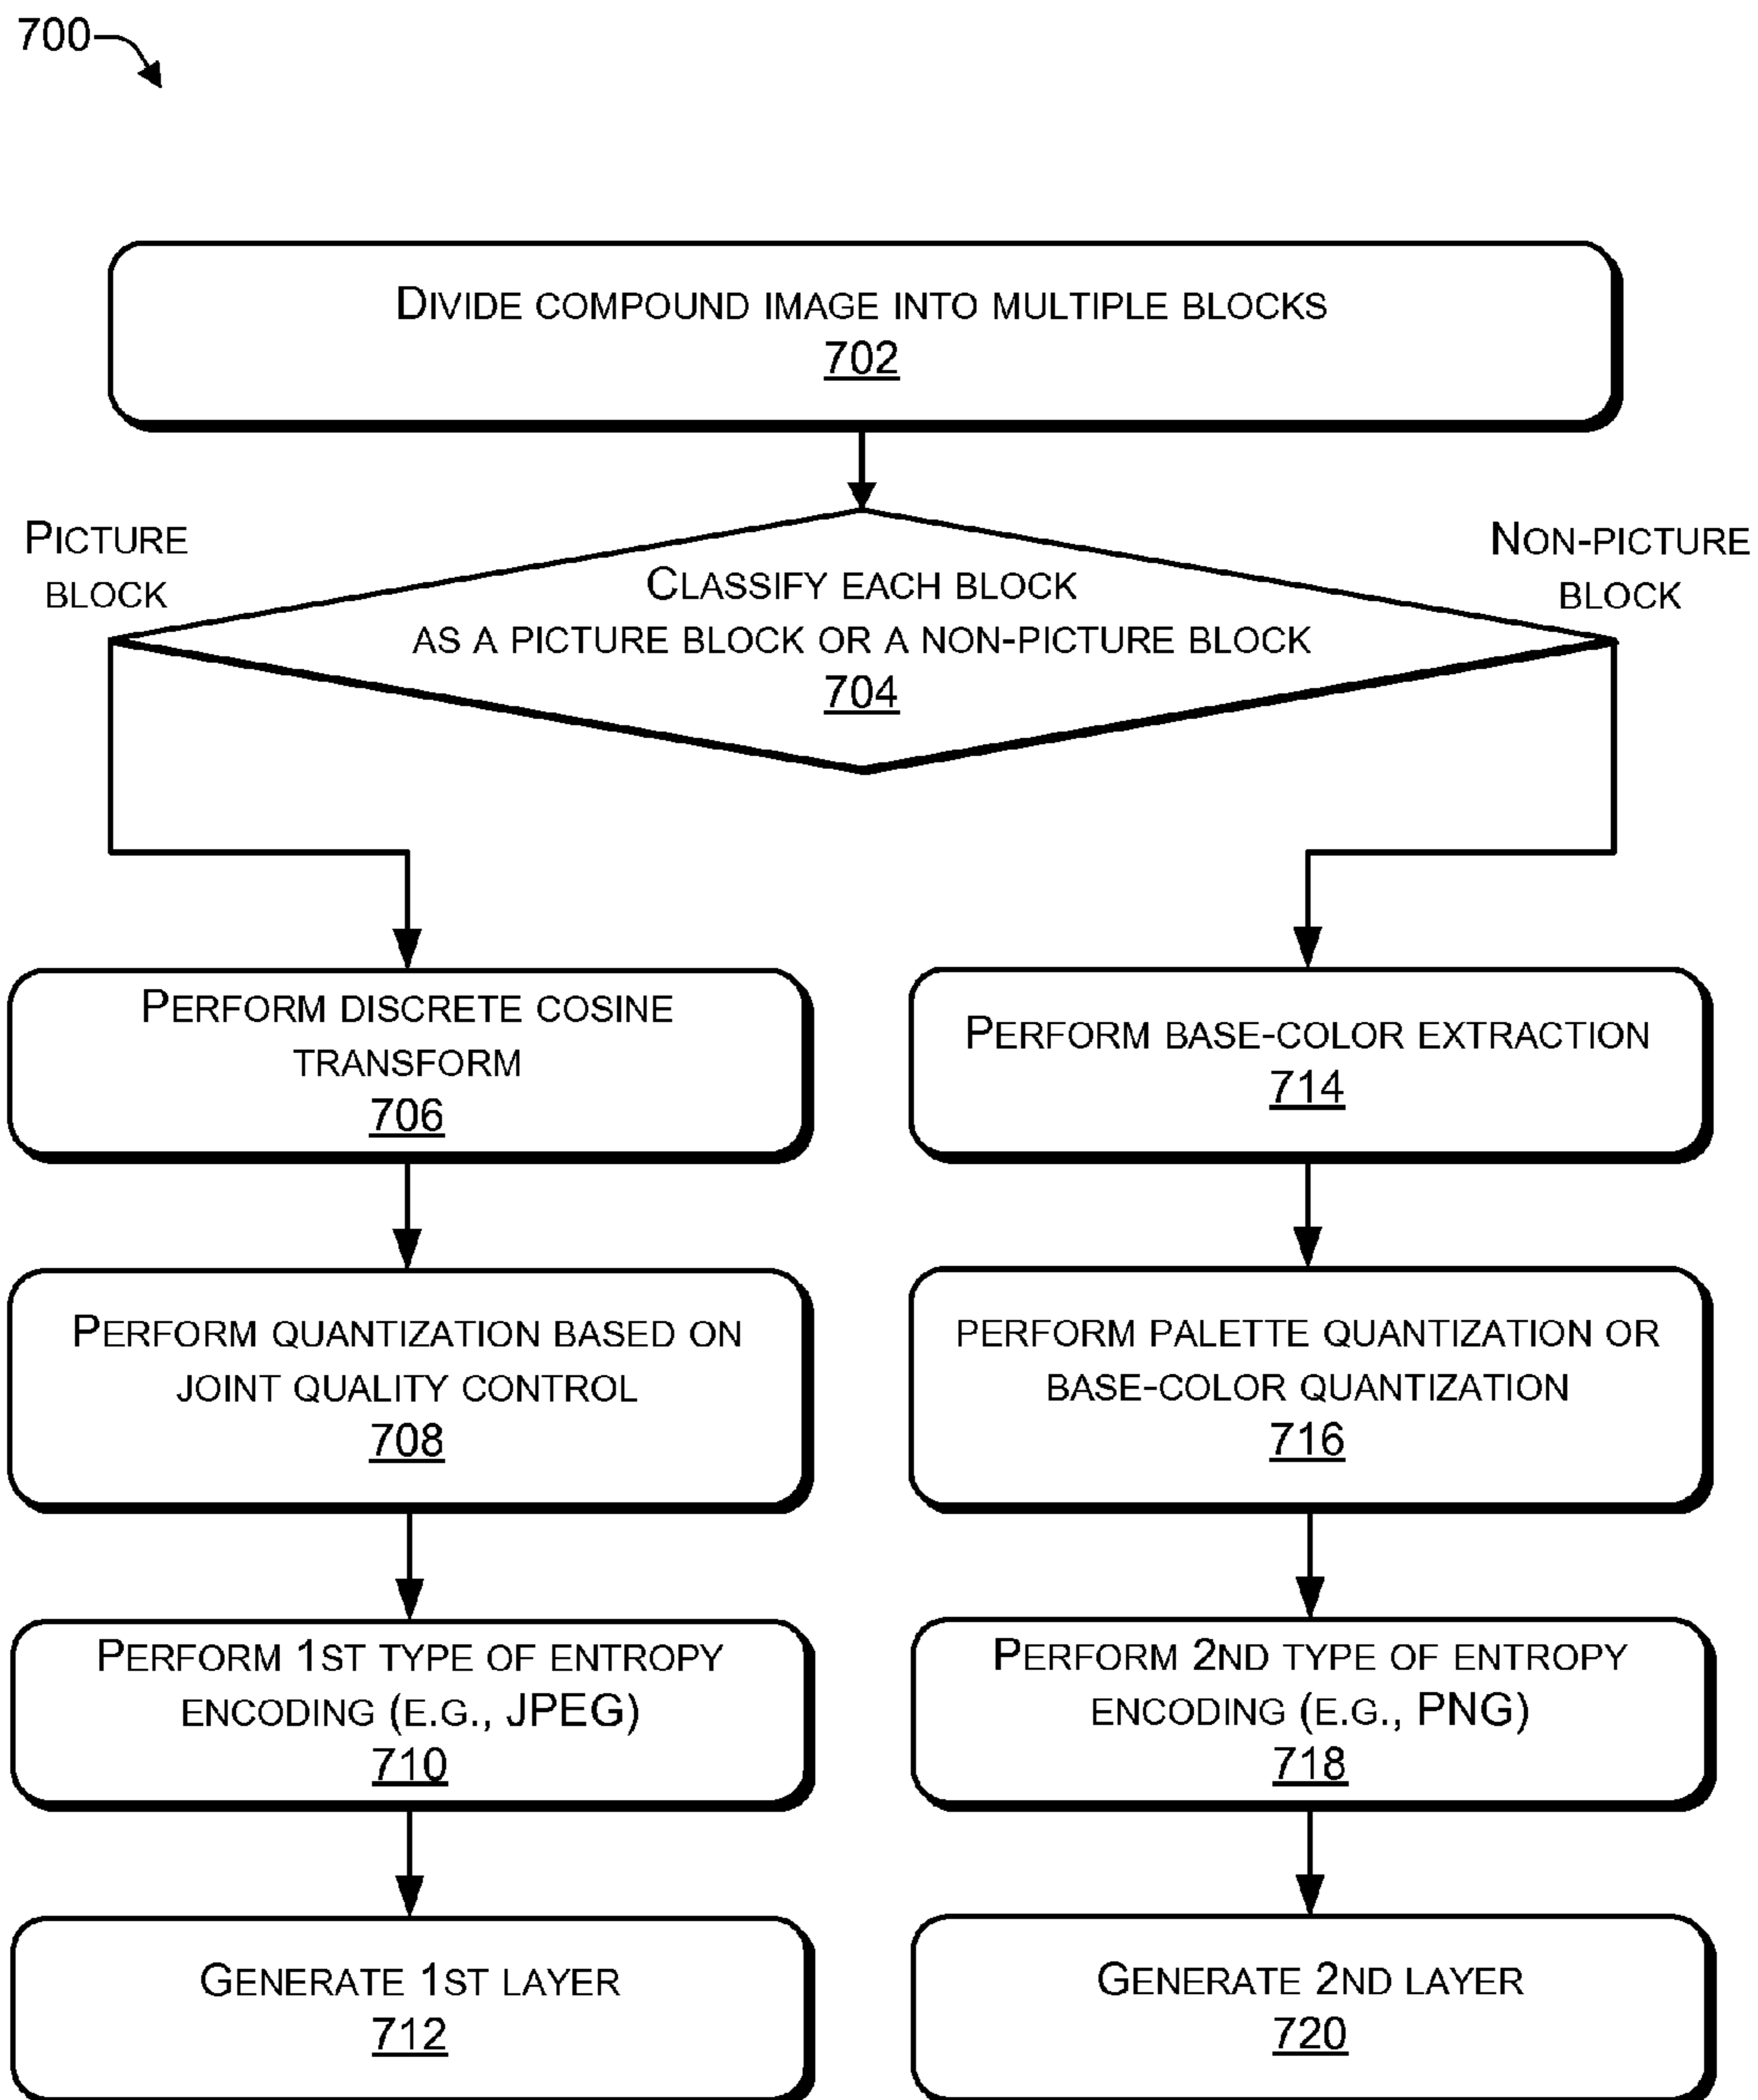 700
DIVIDE COMPOUND IMAGE INTO MULTIPLE BLOCKS
702
PICTURE
BLOCK
NON-PICTURE
BLOCK
CLASSIFY EACH BLOCK
AS A PICTURE BLOCK OR A NON-PICTURE BLOCK
704
PERFORM DISCRETE COSINE
TRANSFORM
706
PERFORM QUANTIZATION BASED ON
JOINT QUALITY CONTROL
708
PERFORM 1ST TYPE OF ENTROPY
ENCODING (E.G., JPEG)
710
GENERATE 1ST LAYER
712
PERFORM BASE-COLOR EXTRACTION
714
PERFORM PALETTE QUANTIZATION OR
BASE-COLOR QUANTIZATION
716
PERFORM 2ND TYPE OF ENTROPY
ENCODING (E.G., PNG)
718
GENERATE 2ND LAYER
720